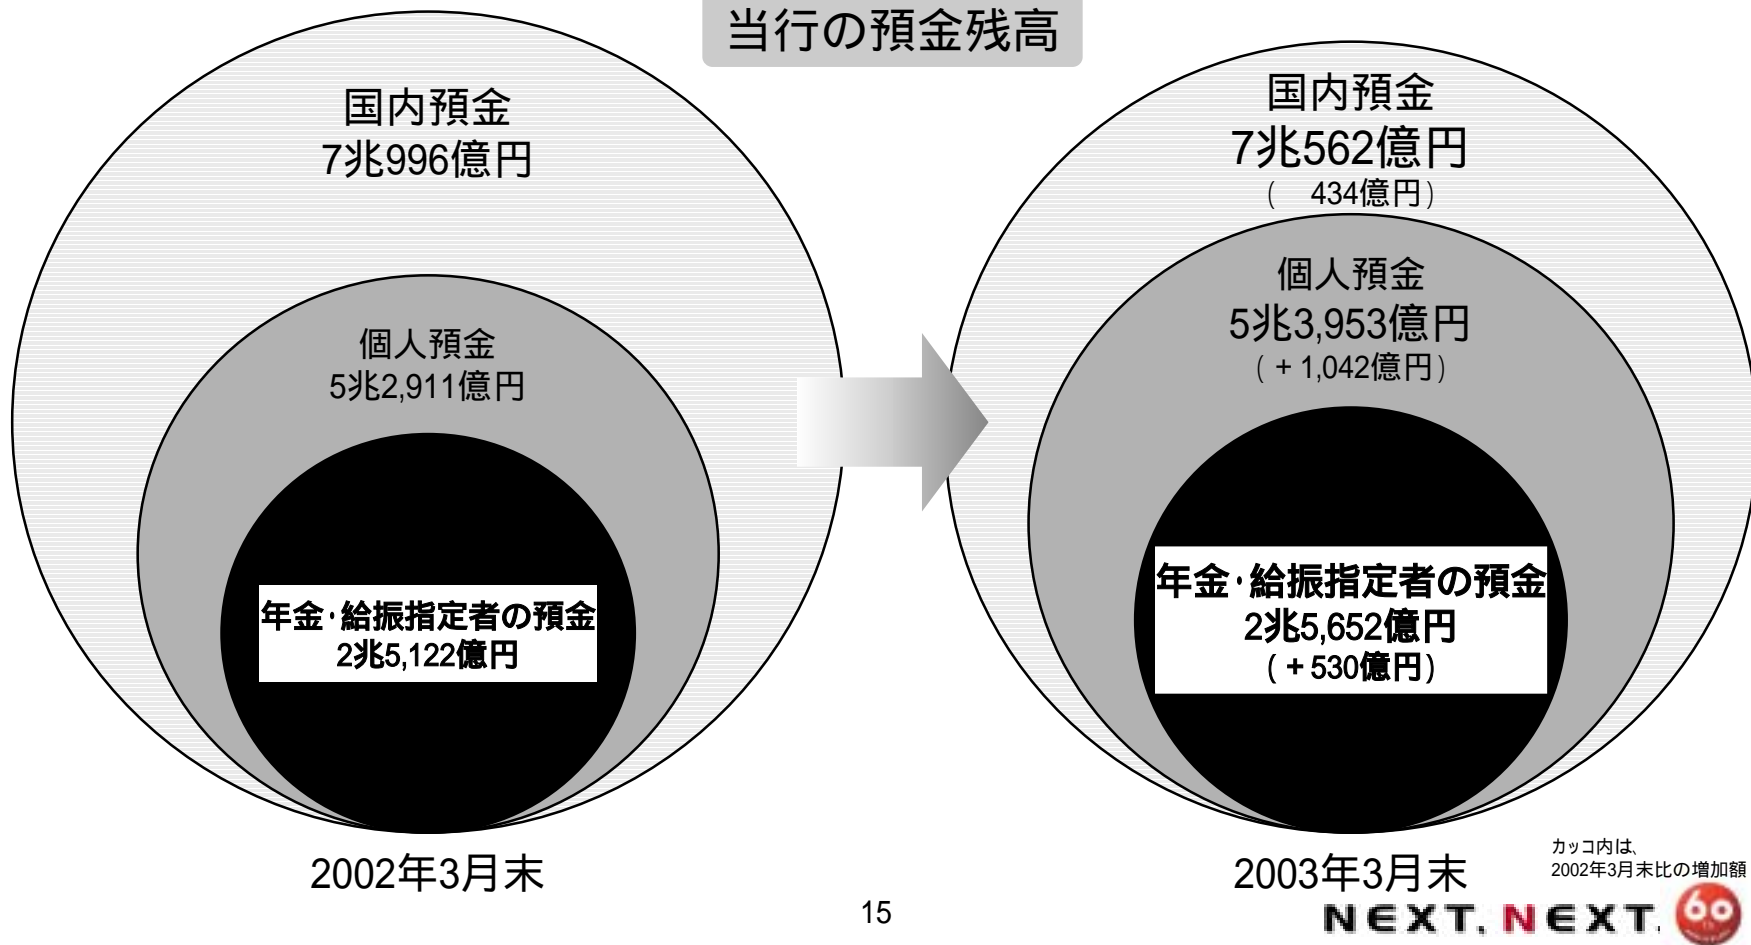 当行の預金残高
国内預金
7兆996億円
個人預金
5兆2,911億円
年金･給振指定者の預金
2兆5,122億円
2002年3月末
国内預金
7兆562億円
(　434億円)
個人預金
5兆3,953億円
(+1,042億円)
年金･給振指定者の預金
2兆5,652億円
(+530億円)
2003年3月末
カッコ内は、
2002年3月末比の増加額
15
NEXT. NEXT.
60